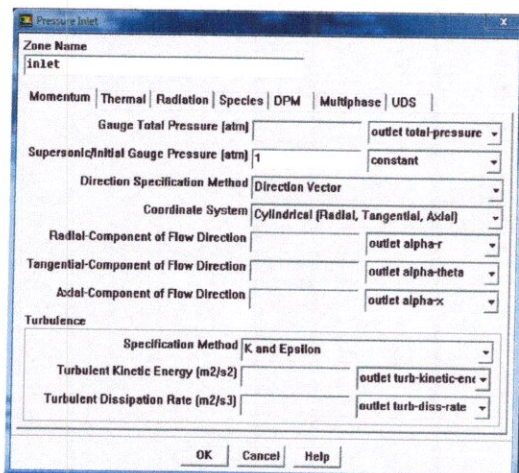 Pressure Inlet
Zone Name
inlet
Momentum Thermal Radiation Species DPM Multiphase UDS
Gauge Total Pressure (atm) outlet total-pressure
Supersonic/Initial Gauge Pressure (atm) 1 constant
Direction Specification Method Direction Vector
Coordinate System Cylindrical (Radial, Tangential, Axial)
Radial-Component of Flow Direction outlet alpha-r
Tangential-Component of Flow Direction outlet alpha-theta
Axial-Component of Flow Direction outlet alpha-x
Turbulence
Specification Method K and Epsilon
Turbulent Kinetic Energy (m2/s2) outlet turb-kinetic-ene
Turbulent Dissipation Rate (m2/s3) outlet turb-diss-rate
OK Cancel Help